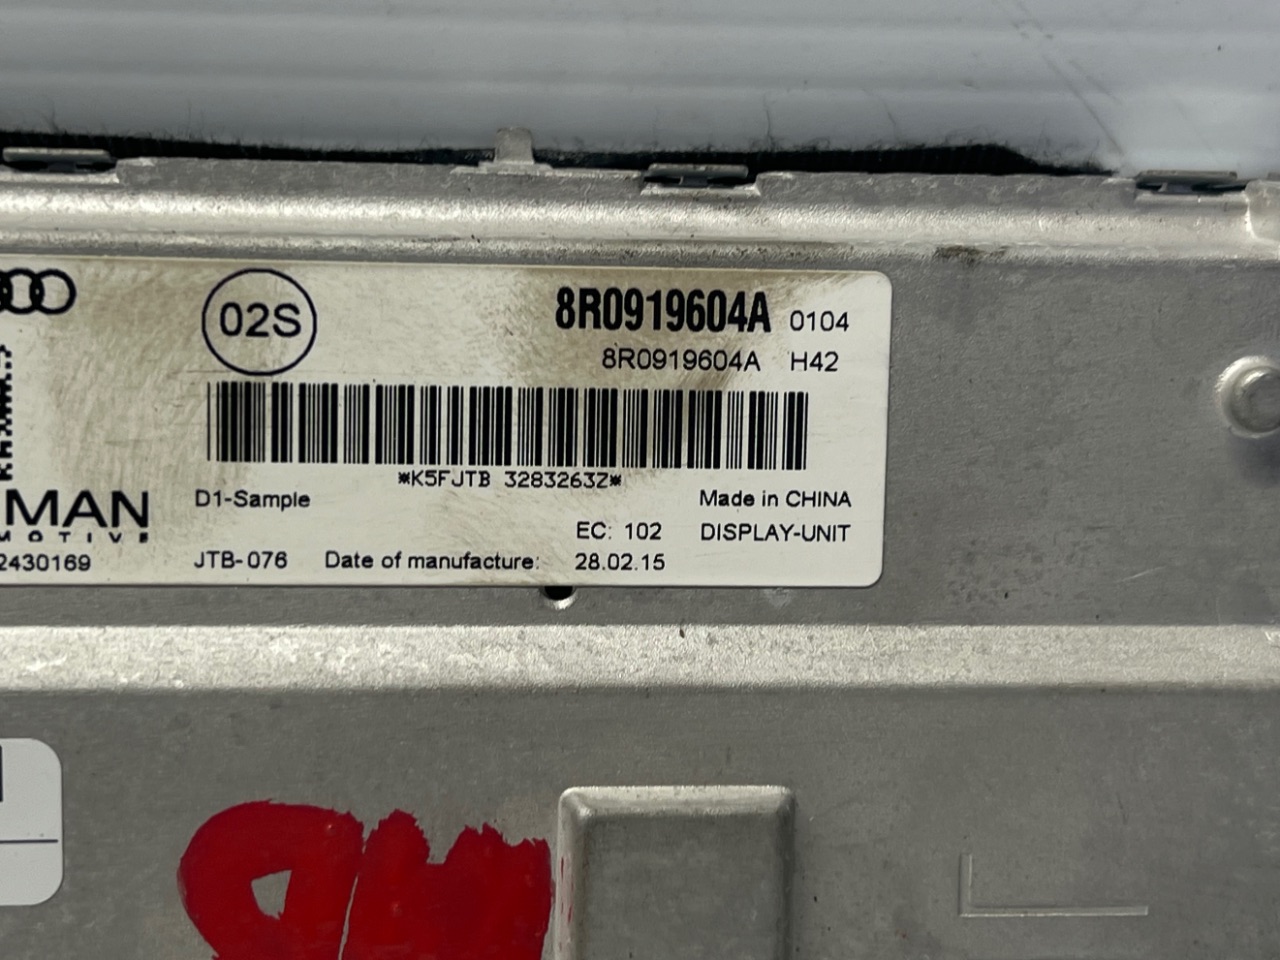 02S
8R0919604A 0104
8R0919604A H42
*K5FJTB 3283263Z*
MAN
D1-Sample
Made in CHINA
MOTIVE
EC: 102
DISPLAY-UNIT
2430169
JTB-076
Date of manufacture: 28.02.15